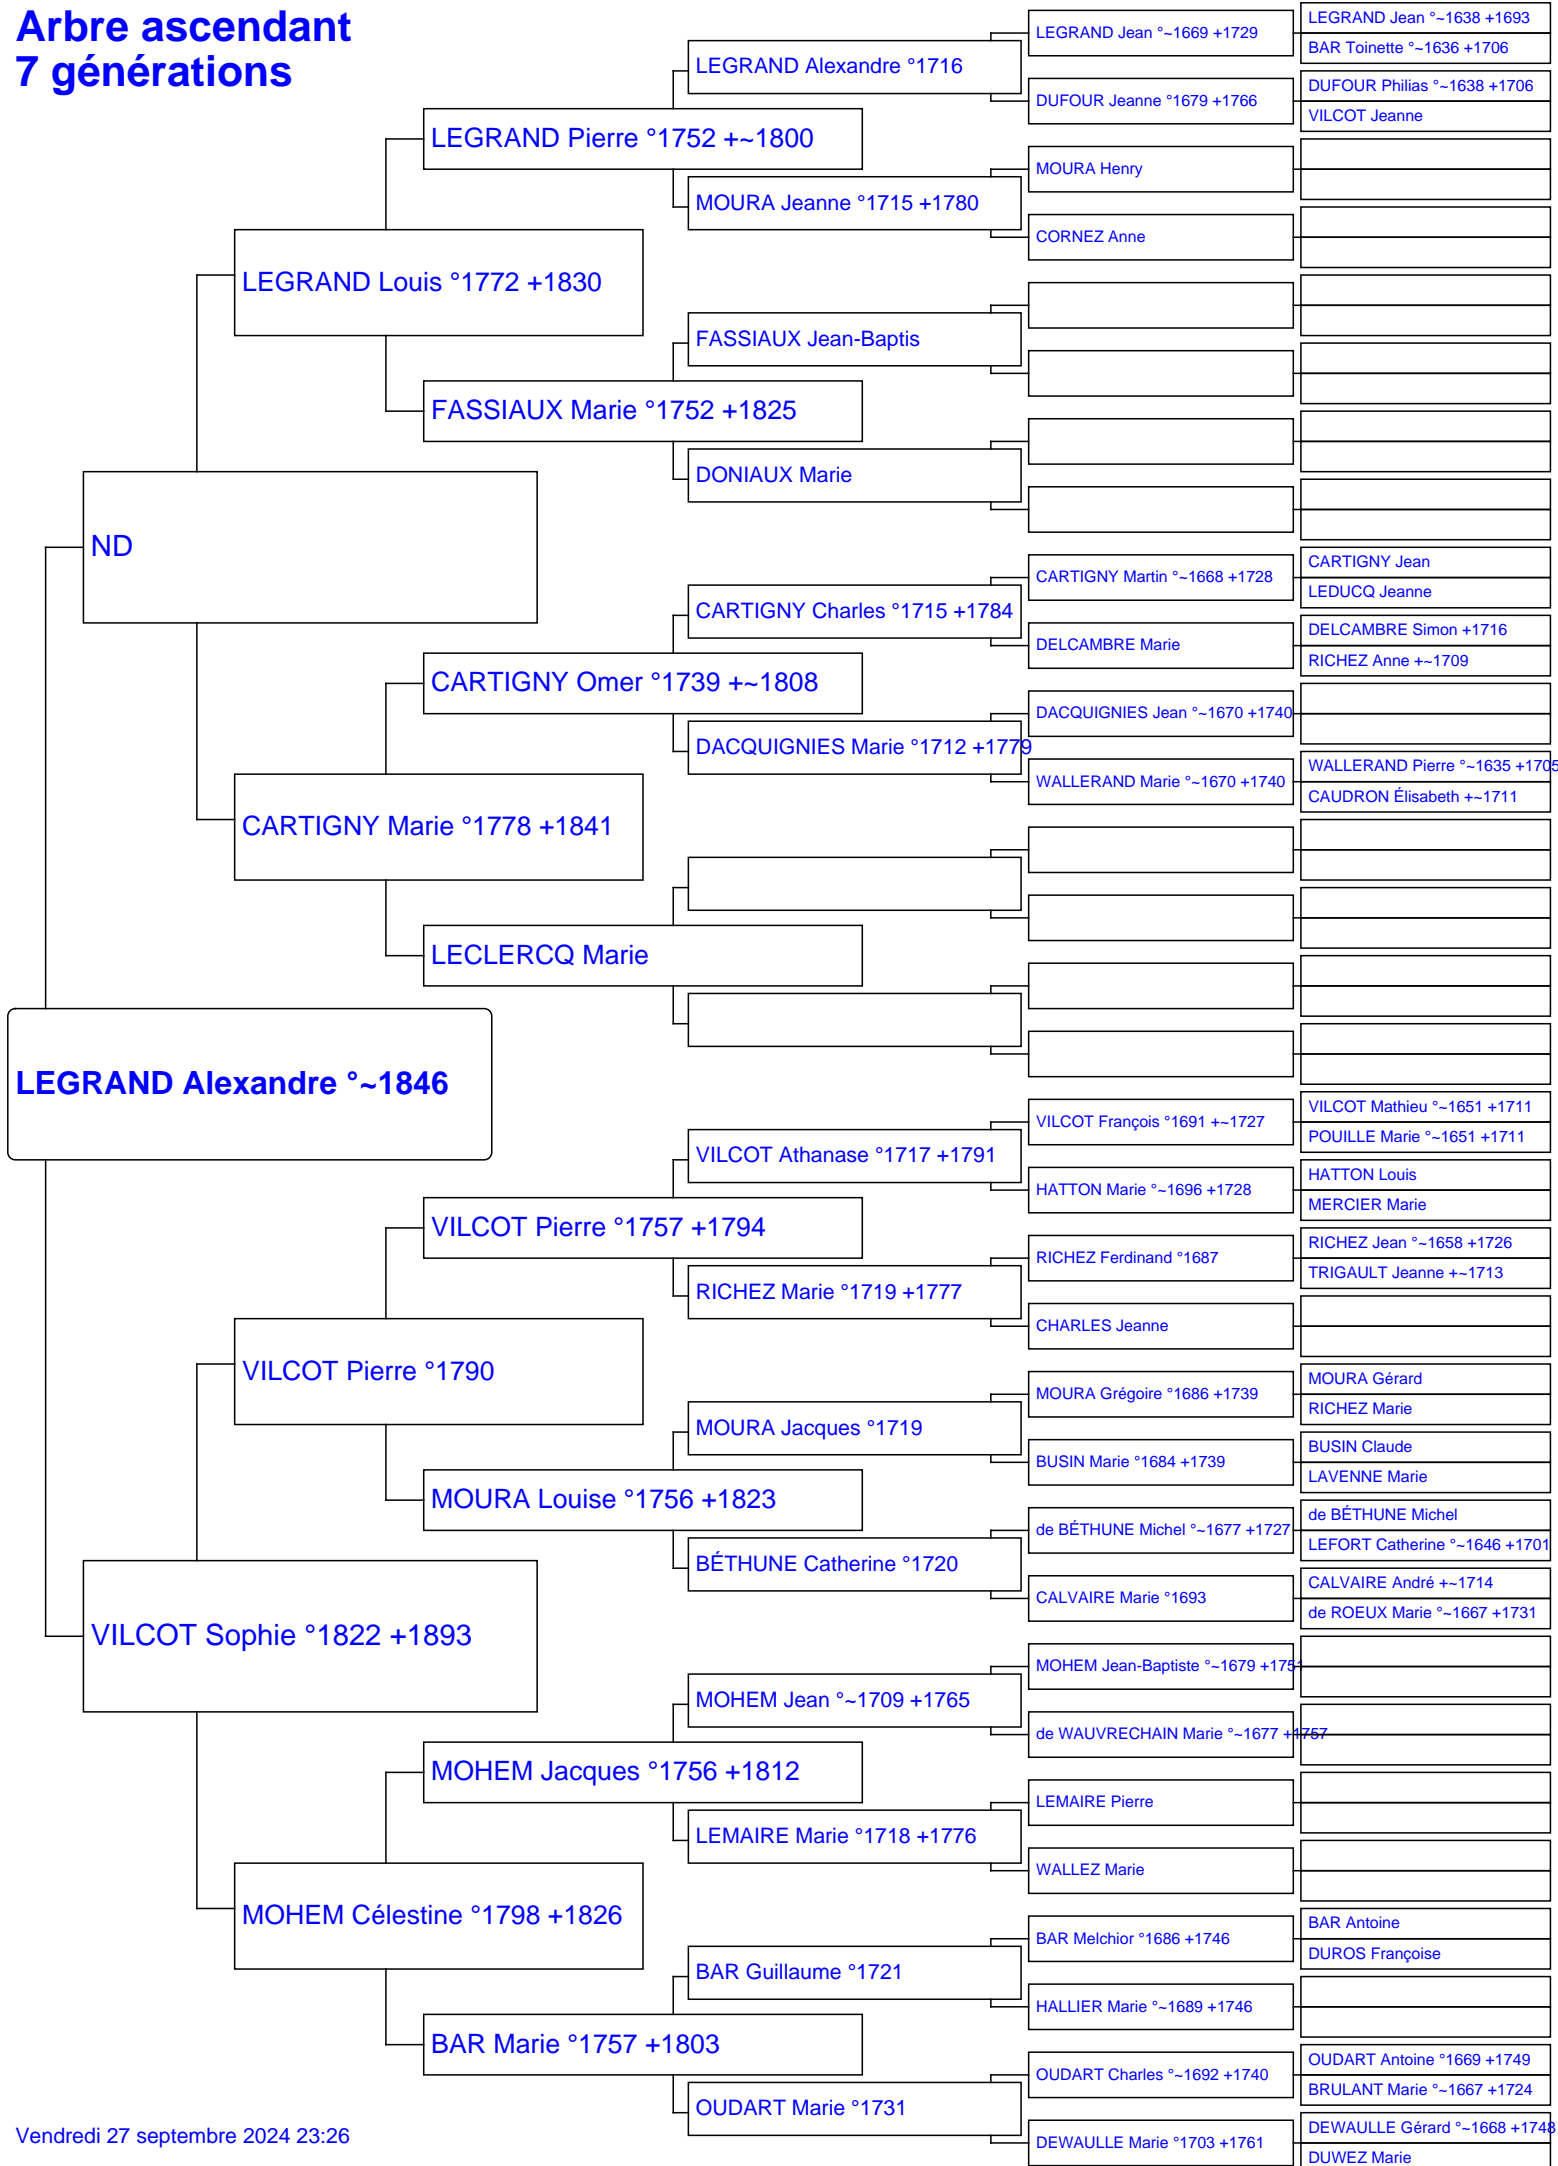 Arbre ascendant
7 générations
LEGRAND Alexandre °~1846
ND
VILCOT Sophie °1822 +1893
LEGRAND Louis °1772 +1830
CARTIGNY Marie °1778 +1841
VILCOT Pierre °1790
MOHEM Célestine °1798 +1826
LEGRAND Pierre °1752 +~1800
FASSIAUX Marie °1752 +1825
CARTIGNY Omer °1739 +~1808
LECLERCQ Marie
VILCOT Pierre °1757 +1794
MOURA Louise °1756 +1823
MOHEM Jacques °1756 +1812
BAR Marie °1757 +1803
LEGRAND Alexandre °1716
MOURA Jeanne °1715 +1780
FASSIAUX Jean-Baptis
DONIAUX Marie
CARTIGNY Charles °1715 +1784
DACQUIGNIES Marie °1712 +1779
VILCOT Athanase °1717 +1791
RICHEZ Marie °1719 +1777
MOURA Jacques °1719
BÉTHUNE Catherine °1720
MOHEM Jean °~1709 +1765
LEMAIRE Marie °1718 +1776
BAR Guillaume °1721
OUDART Marie °1731
LEGRAND Jean °~1669 +1729
DUFOUR Jeanne °1679 +1766
MOURA Henry
CORNEZ Anne
CARTIGNY Martin °~1668 +1728
DELCAMBRE Marie
DACQUIGNIES Jean °~1670 +1740
WALLERAND Marie °~1670 +1740
VILCOT François °1691 +~1727
HATTON Marie °~1696 +1728
RICHEZ Ferdinand °1687
CHARLES Jeanne
MOURA Grégoire °1686 +1739
BUSIN Marie °1684 +1739
de BÉTHUNE Michel °~1677 +1727
CALVAIRE Marie °1693
MOHEM Jean-Baptiste °~1679 +1751
de WAUVRECHAIN Marie °~1677 +1757
LEMAIRE Pierre
WALLEZ Marie
BAR Melchior °1686 +1746
HALLIER Marie °~1689 +1746
OUDART Charles °~1692 +1740
DEWAULLE Marie °1703 +1761
LEGRAND Jean °~1638 +1693
BAR Toinette °~1636 +1706
DUFOUR Philias °~1638 +1706
VILCOT Jeanne
CARTIGNY Jean
LEDUCQ Jeanne
DELCAMBRE Simon +1716
RICHEZ Anne +~1709
WALLERAND Pierre °~1635 +1705
CAUDRON Élisabeth +~1711
VILCOT Mathieu °~1651 +1711
POUILLE Marie °~1651 +1711
HATTON Louis
MERCIER Marie
RICHEZ Jean °~1658 +1726
TRIGAULT Jeanne +~1713
MOURA Gérard
RICHEZ Marie
BUSIN Claude
LAVENNE Marie
de BÉTHUNE Michel
LEFORT Catherine °~1646 +1701
CALVAIRE André +~1714
de ROEUX Marie °~1667 +1731
BAR Antoine
DUROS Françoise
OUDART Antoine °1669 +1749
BRULANT Marie °~1667 +1724
DEWAULLE Gérard °~1668 +1748
DUWEZ Marie
Vendredi 27 septembre 2024 23:26